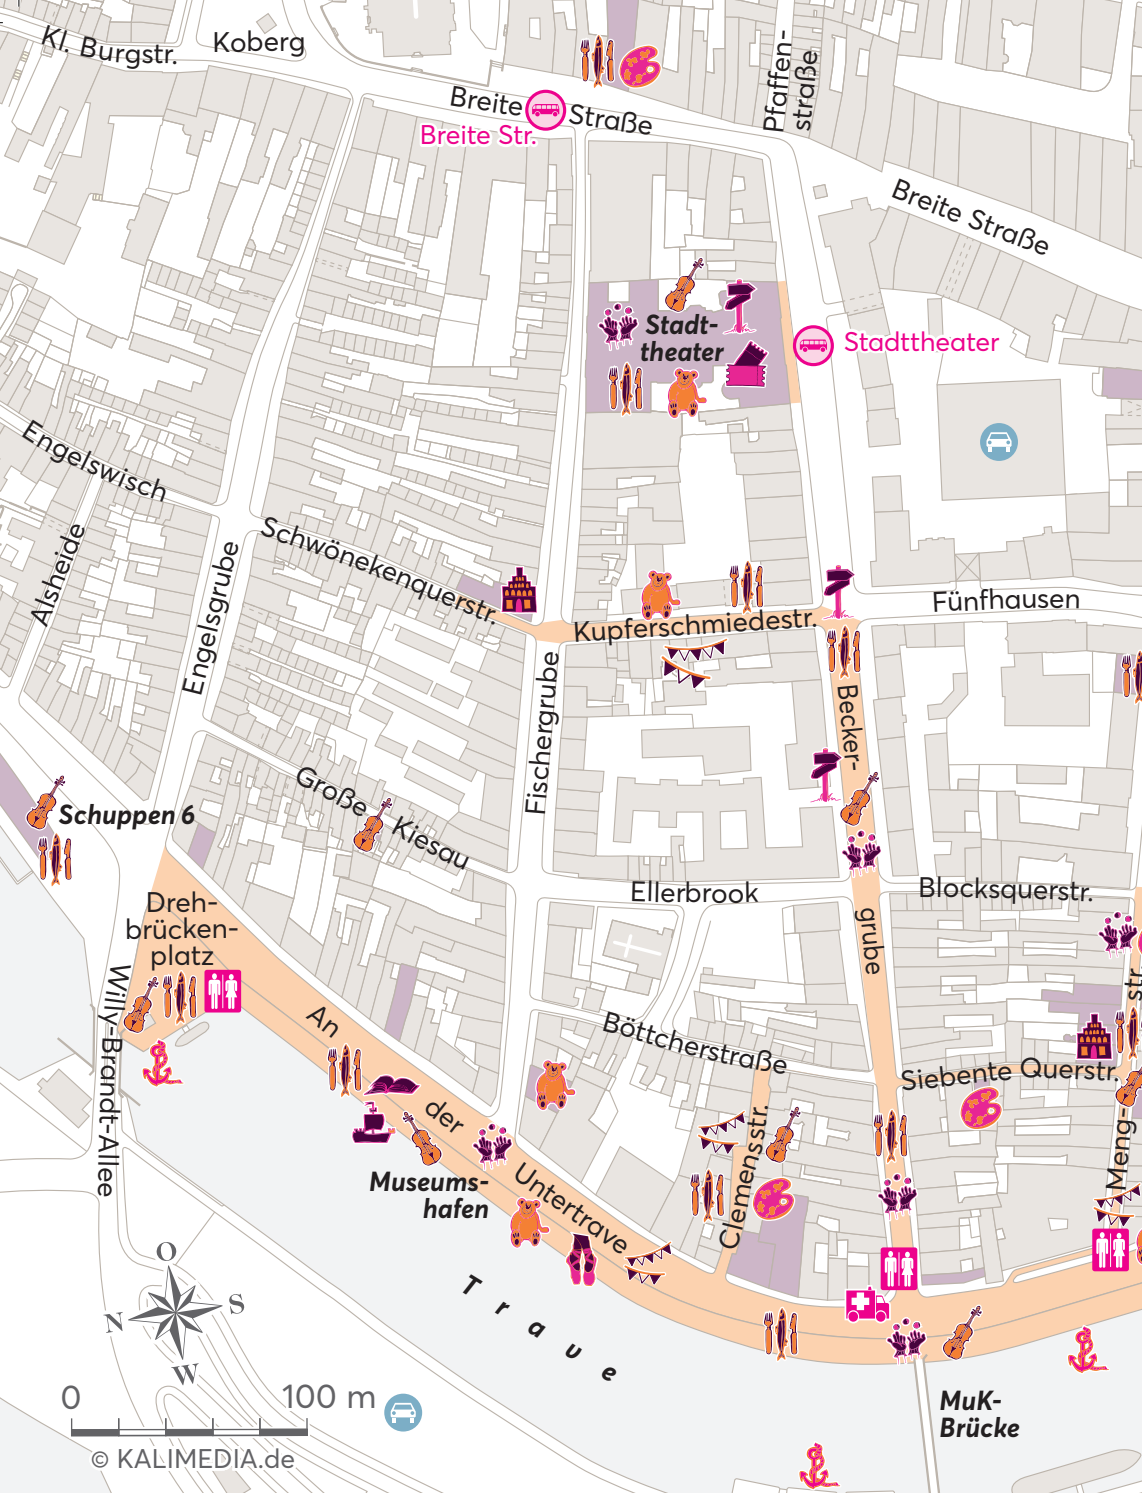 Kl. Burgstr.
Koberg
Breite Straße
Breite Str.
Pfaffen-
straße
Breite Straße
Stadt-
theater
Stadttheater
Engelswisch
Alsheide
Engelsgrube
Schwönekenquerstr.
Kupferschmiedestr.
Fünfhausen
Fischergrube
Becker-
grube
Schuppen 6
Große Kiesau
Ellerbrook
Blocksquerstr.
Dreh-
brücken-
platz
Willy-Brandt-Allee
An der Untertrave
Böttcherstraße
Siebente Querstr.
Clemensstr.
Meng-
str.
Museums-
hafen
Trave
O
N
S
W
0
100 m
© KALIMEDIA.de
MuK-
Brücke